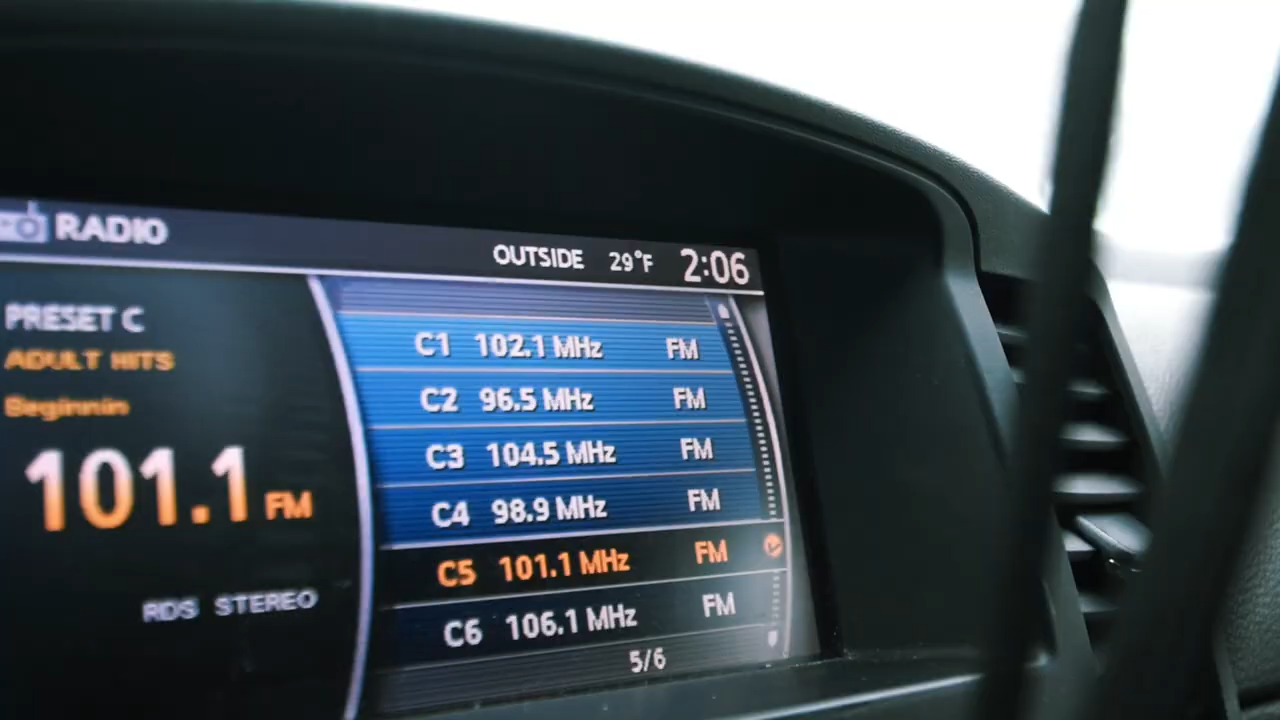 RADIO
OUTSIDE 29°F 2:06
PRESET C
ADULT HITS
Beginnin
101.1 FM
RDS STEREO
C1 102.1 MHz FM
C2 96.5 MHz FM
C3 104.5 MHz FM
C4 98.9 MHz FM
C5 101.1 MHz FM
C6 106.1 MHz FM
5/6